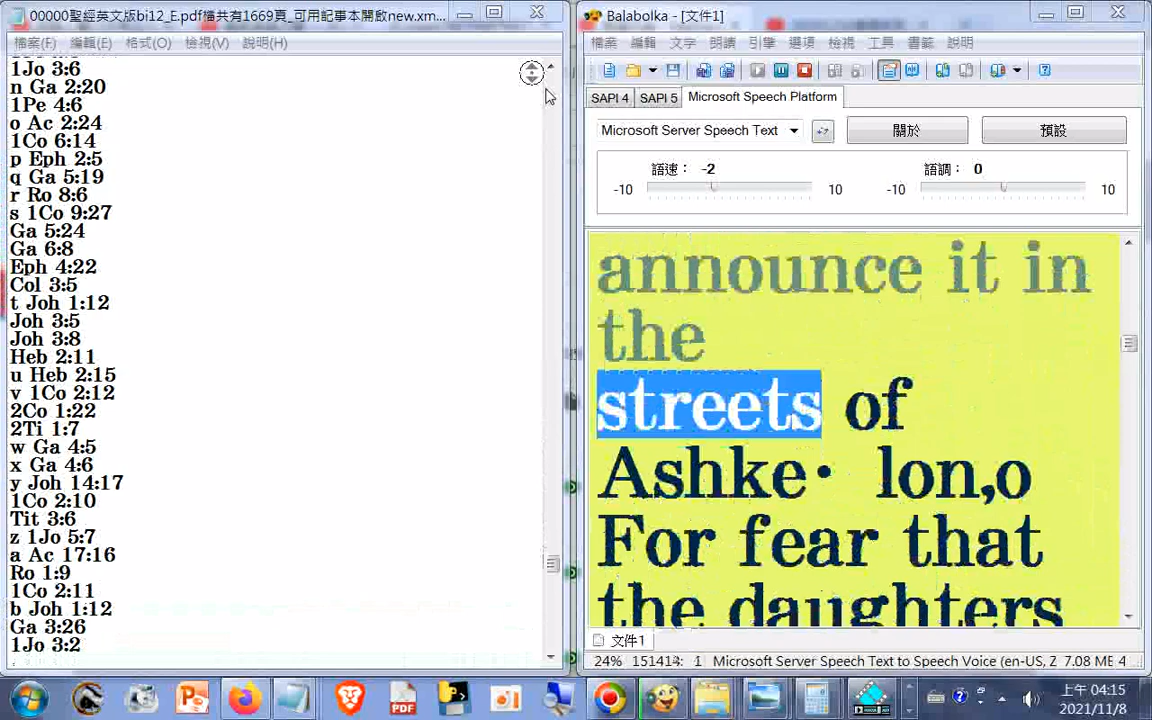 00000聖經英文版bi12_E.pdf檔共有1669頁_可用記事本開啟new.xm...
檔案(F) 編輯(E) 格式(O) 檢視(V) 說明(H)
1Jo 3:6
n Ga 2:20
1Pe 4:6
o Ac 2:24
1Co 6:14
p Eph 2:5
q Ga 5:19
r Ro 8:6
s 1Co 9:27
Ga 5:24
Ga 6:8
Eph 4:22
Col 3:5
t Joh 1:12
Joh 3:5
Joh 3:8
Heb 2:11
u Heb 2:15
v 1Co 2:12
2Co 1:22
2Ti 1:7
w Ga 4:5
x Ga 4:6
y Joh 14:17
1Co 2:10
Tit 3:6
z 1Jo 5:7
a Ac 17:16
Ro 1:9
1Co 2:11
b Joh 1:12
Ga 3:26
1Jo 3:2
Balabolka - [文件1]
檔案 編輯 文字 朗讀 引擎 選項 檢視 工具 書籤 說明
SAPI 4 SAPI 5 Microsoft Speech Platform
Microsoft Server Speech Text 關於 預設
語速： -2 語調： 0
-10 10 -10 10
announce it in
the
streets of
Ashke· lon,o
For fear that
the daughters
文件1
24% 151414: 1 Microsoft Server Speech Text to Speech Voice (en-US, Z 7.08 ME 4
上午 04:15
2021/11/8